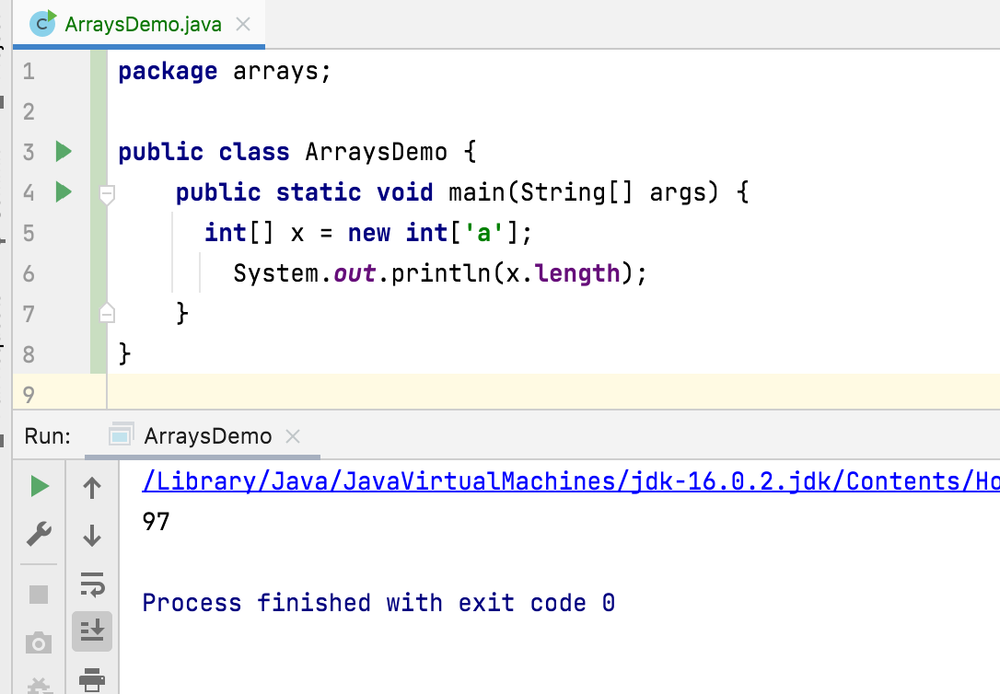 ArraysDemo.java
1 package arrays;
2
3 public class ArraysDemo {
4 public static void main(String[] args) {
5 int[] x = new int['a'];
6 System.out.println(x.length);
7 }
8 }
9
Run: ArraysDemo
/Library/Java/JavaVirtualMachines/jdk-16.0.2.jdk/Contents/Ho
97
Process finished with exit code 0